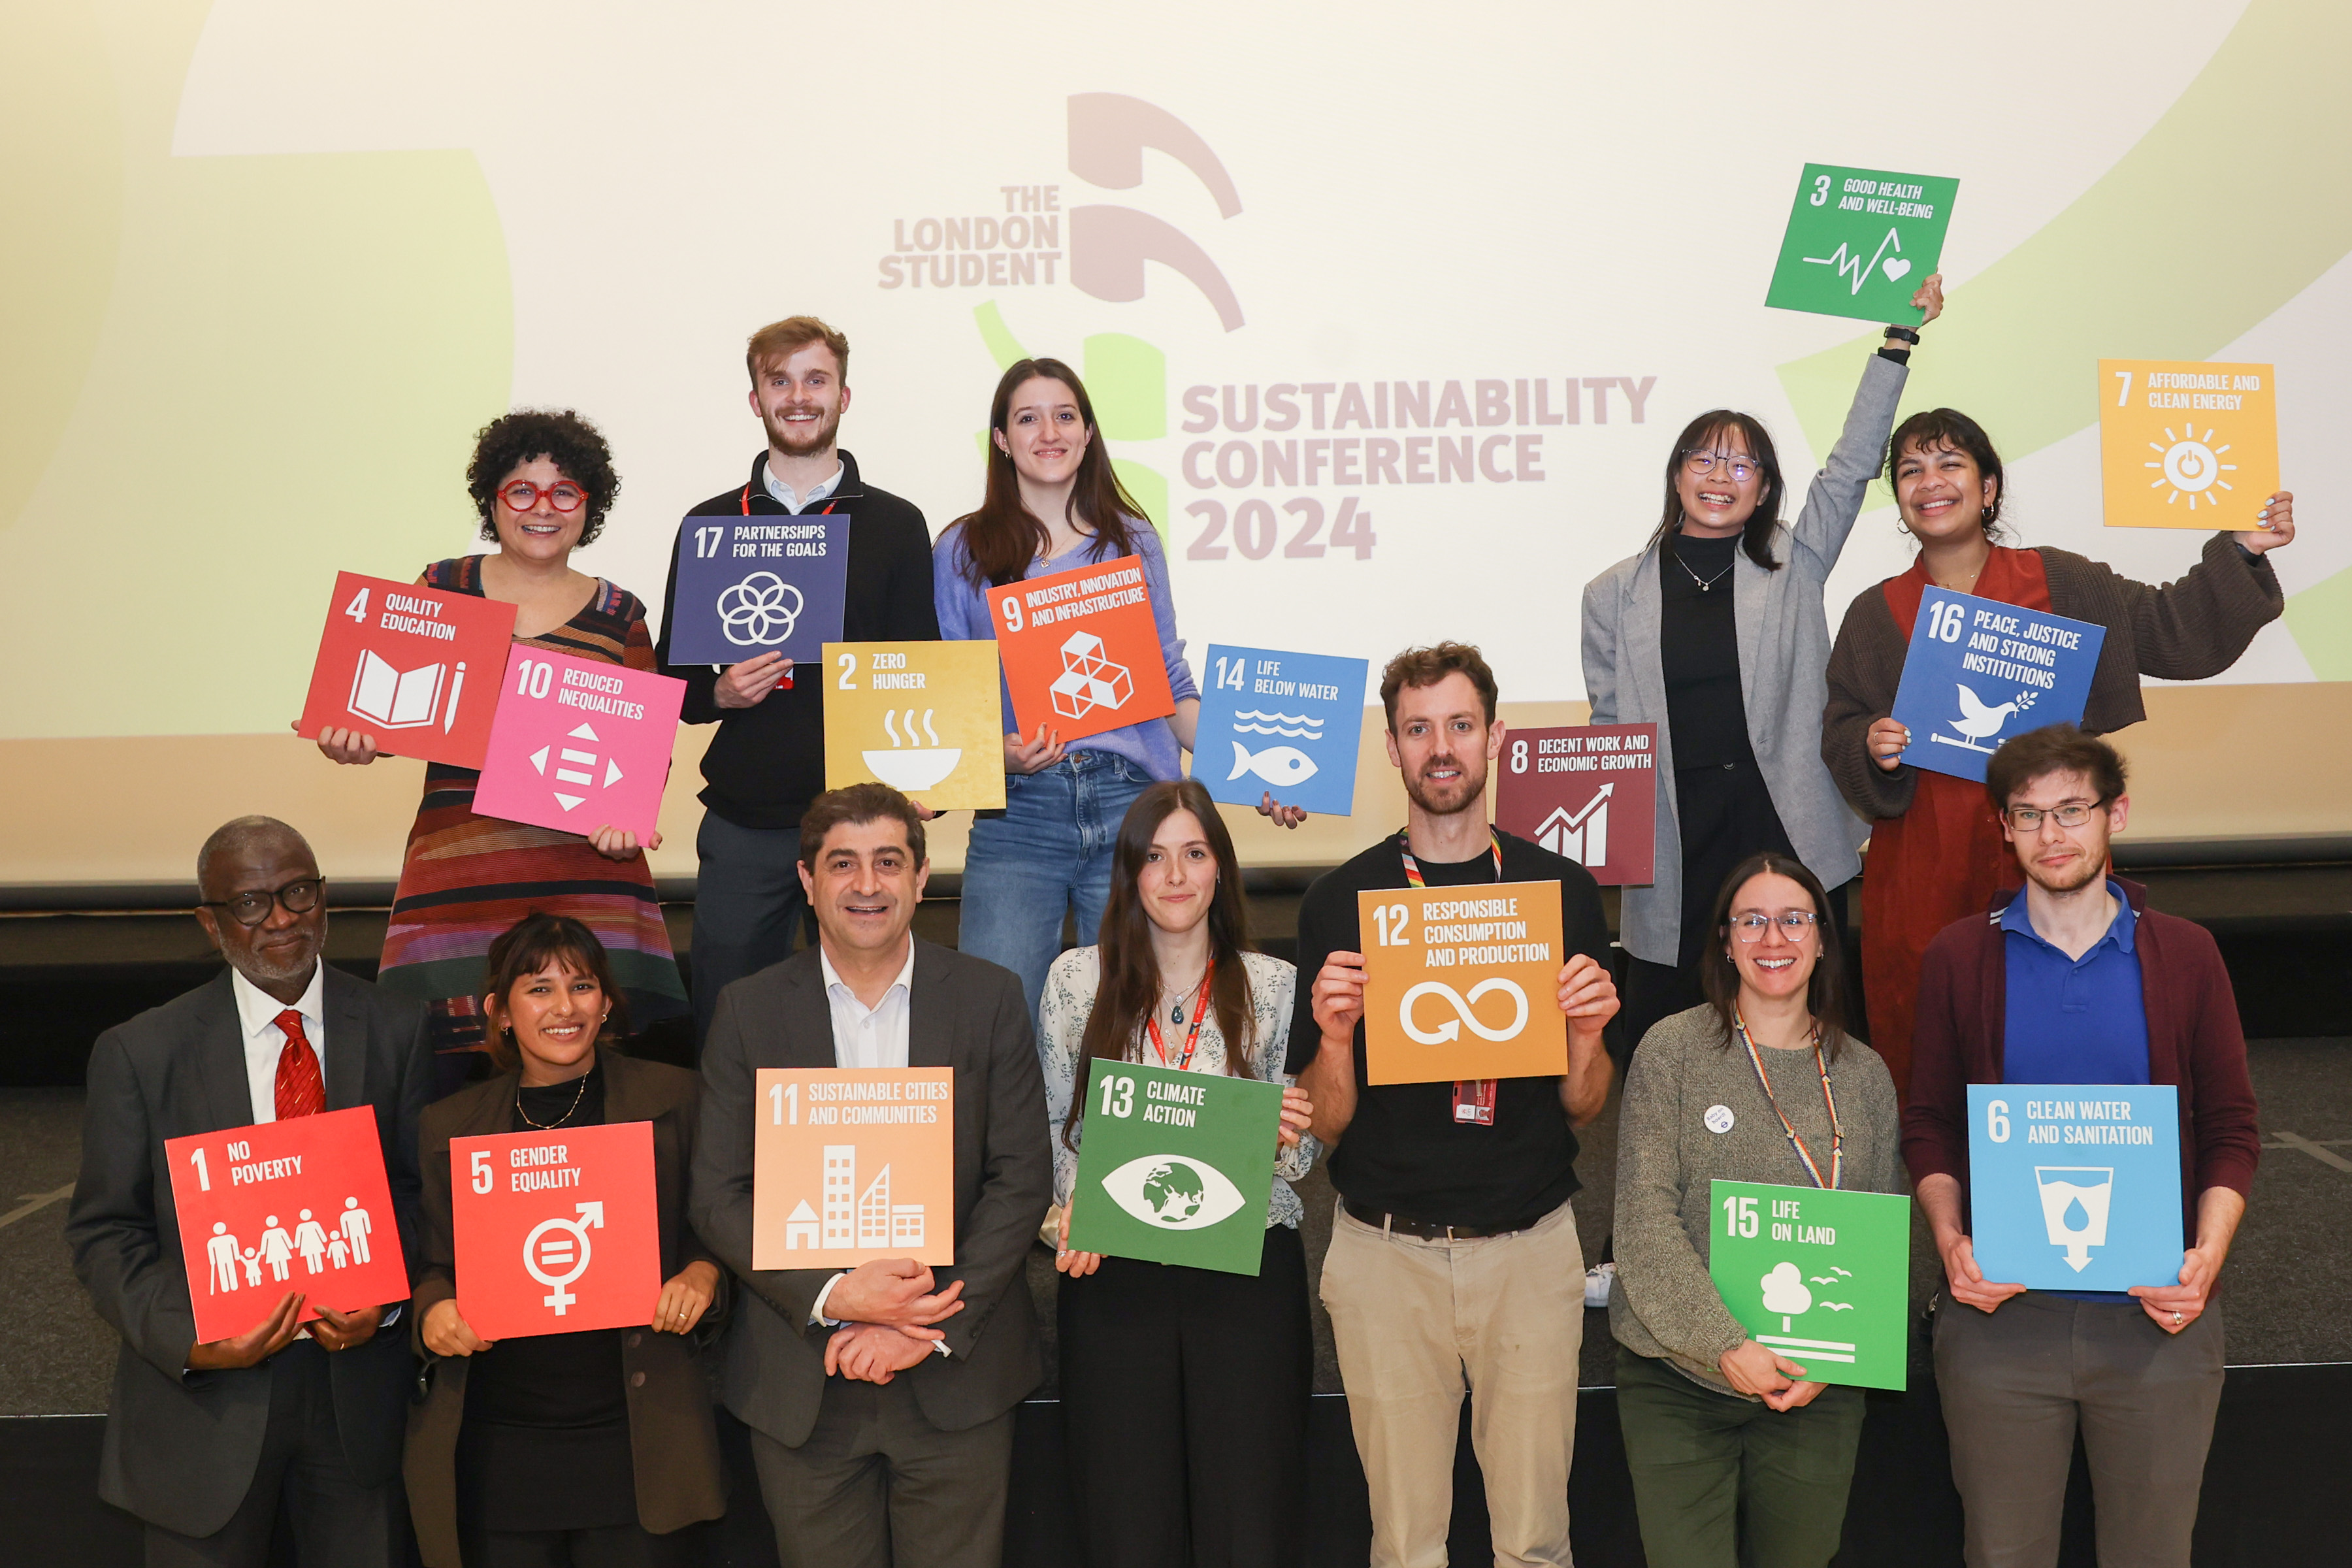 THE
LONDON
STUDENT
SUSTAINABILITY
CONFERENCE
2024
3 GOOD HEALTH
AND WELL-BEING
7 AFFORDABLE AND
CLEAN ENERGY
4 QUALITY
EDUCATION
17 PARTNERSHIPS
FOR THE GOALS
9 INDUSTRY, INNOVATION
AND INFRASTRUCTURE
16 PEACE, JUSTICE
AND STRONG
INSTITUTIONS
10 REDUCED
INEQUALITIES
2 ZERO
HUNGER
14 LIFE
BELOW WATER
8 DECENT WORK AND
ECONOMIC GROWTH
12 RESPONSIBLE
CONSUMPTION
AND PRODUCTION
1 NO
POVERTY
5 GENDER
EQUALITY
11 SUSTAINABLE CITIES
AND COMMUNITIES
13 CLIMATE
ACTION
15 LIFE
ON LAND
6 CLEAN WATER
AND SANITATION